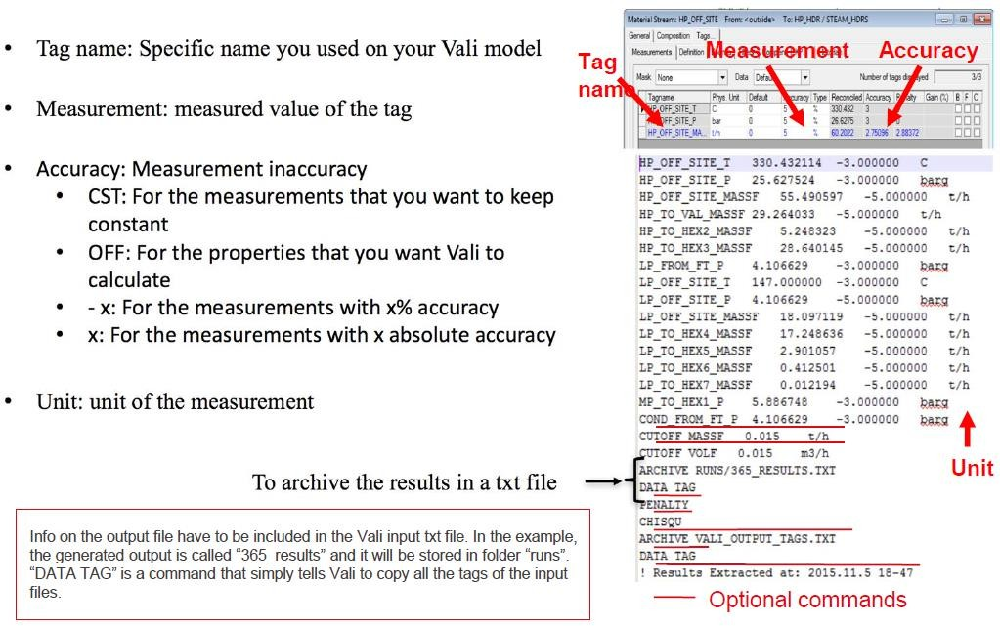 • Tag name: Specific name you used on your Vali model
• Measurement: measured value of the tag
• Accuracy: Measurement inaccuracy
• CST: For the measurements that you want to keep
constant
• OFF: For the properties that you want Vali to
calculate
• - x: For the measurements with x% accuracy
• x: For the measurements with x absolute accuracy
• Unit: unit of the measurement
To archive the results in a txt file
Info on the output file have to be included in the Vali input txt file. In the example,
the generated output is called “365_results” and it will be stored in folder “runs”.
“DATA TAG” is a command that simply tells Vali to copy all the tags of the input
files.
Material Stream: HP_OFF_SITE From: <outside> To: HP_HDR / STEAM_HDRS
General Composition Tags...
Measurements Definition
Tag
name
Measurement
Accuracy
Mask None Data Number of tags displayed 3/3
Tagname Phys. Unit Default Accuracy Type Reconciled Accuracy Penalty Gain (%) B F C
HP_OFF_SITE_T C 0 5 % 330.432 3
OFF_SITE_P bar 0 5 % 26.6275 3
HP_OFF_SITE_MA... t/h 0 5 % 60.2022 2.75096 2.88372
HP_OFF_SITE_T 330.432114 -3.000000 C
HP_OFF_SITE_P 25.627524 -3.000000 barg
HP_OFF_SITE_MASSF 55.490597 -5.000000 t/h
HP_TO_VAL_MASSF 29.264033 -5.000000 t/h
HP_TO_HEX2_MASSF 5.248323 -5.000000 t/h
HP_TO_HEX3_MASSF 28.640145 -5.000000 t/h
LP_FROM_FT_P 4.106629 -3.000000 barg
LP_OFF_SITE_T 147.000000 -3.000000 C
LP_OFF_SITE_P 4.106629 -5.000000 barg
LP_OFF_SITE_MASSF 18.097119 -5.000000 t/h
LP_TO_HEX4_MASSF 17.248636 -5.000000 t/h
LP_TO_HEX5_MASSF 2.901057 -5.000000 t/h
LP_TO_HEX6_MASSF 0.412501 -5.000000 t/h
LP_TO_HEX7_MASSF 0.012194 -5.000000 t/h
MP_TO_HEX1_P 5.886748 -3.000000 barg
COND_FROM_FT_P 4.106629 -3.000000 barg
CUTOFF MASSF 0.015 t/h
CUTOFF VOLF 0.015 m3/h
ARCHIVE RUNS/365_RESULTS.TXT
DATA TAG
PENALTY
CHISQU
ARCHIVE VALI_OUTPUT_TAGS.TXT
DATA TAG
! Results Extracted at: 2015.11.5 18-47
Unit
Optional commands